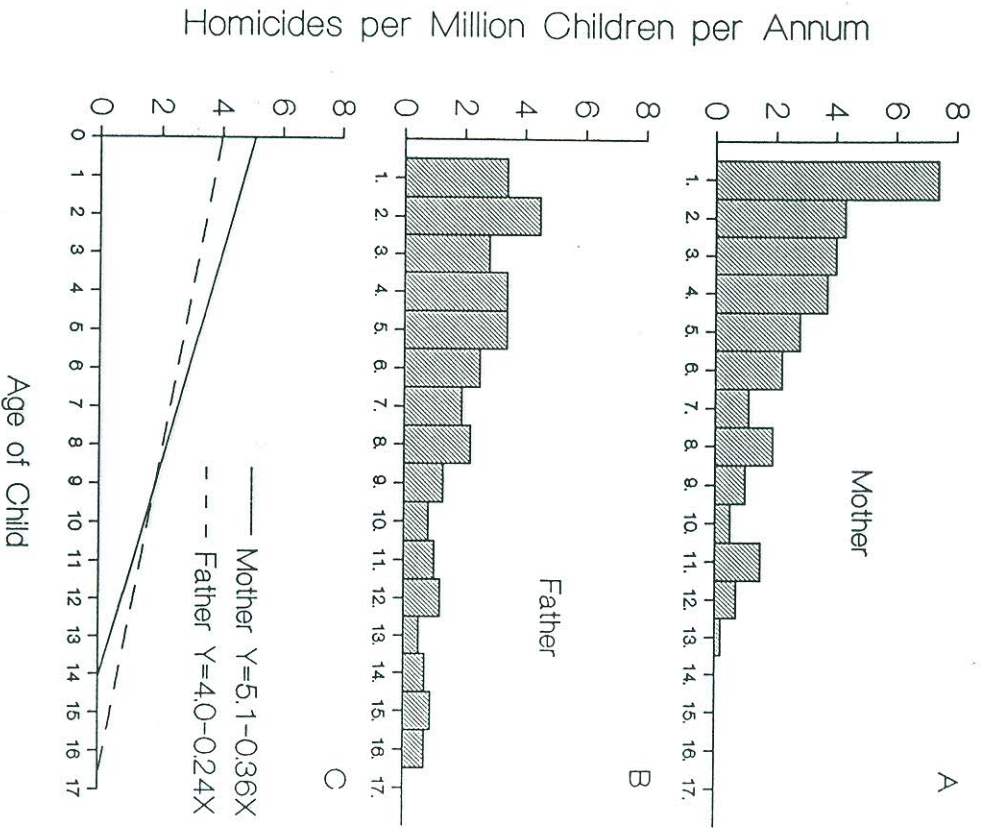 Homicides per Million Children per Annum
A
Mother
8
6
4
2
0
1. 2. 3. 4. 5. 6. 7. 8. 9. 10. 11. 12. 13. 14. 15. 16. 17.
B
Father
8
6
4
2
0
1. 2. 3. 4. 5. 6. 7. 8. 9. 10. 11. 12. 13. 14. 15. 16. 17.
C
Mother Y=5.1-0.36X
Father Y=4.0-0.24X
8
6
4
2
0
0 1 2 3 4 5 6 7 8 9 10 11 12 13 14 15 16 17
Age of Child